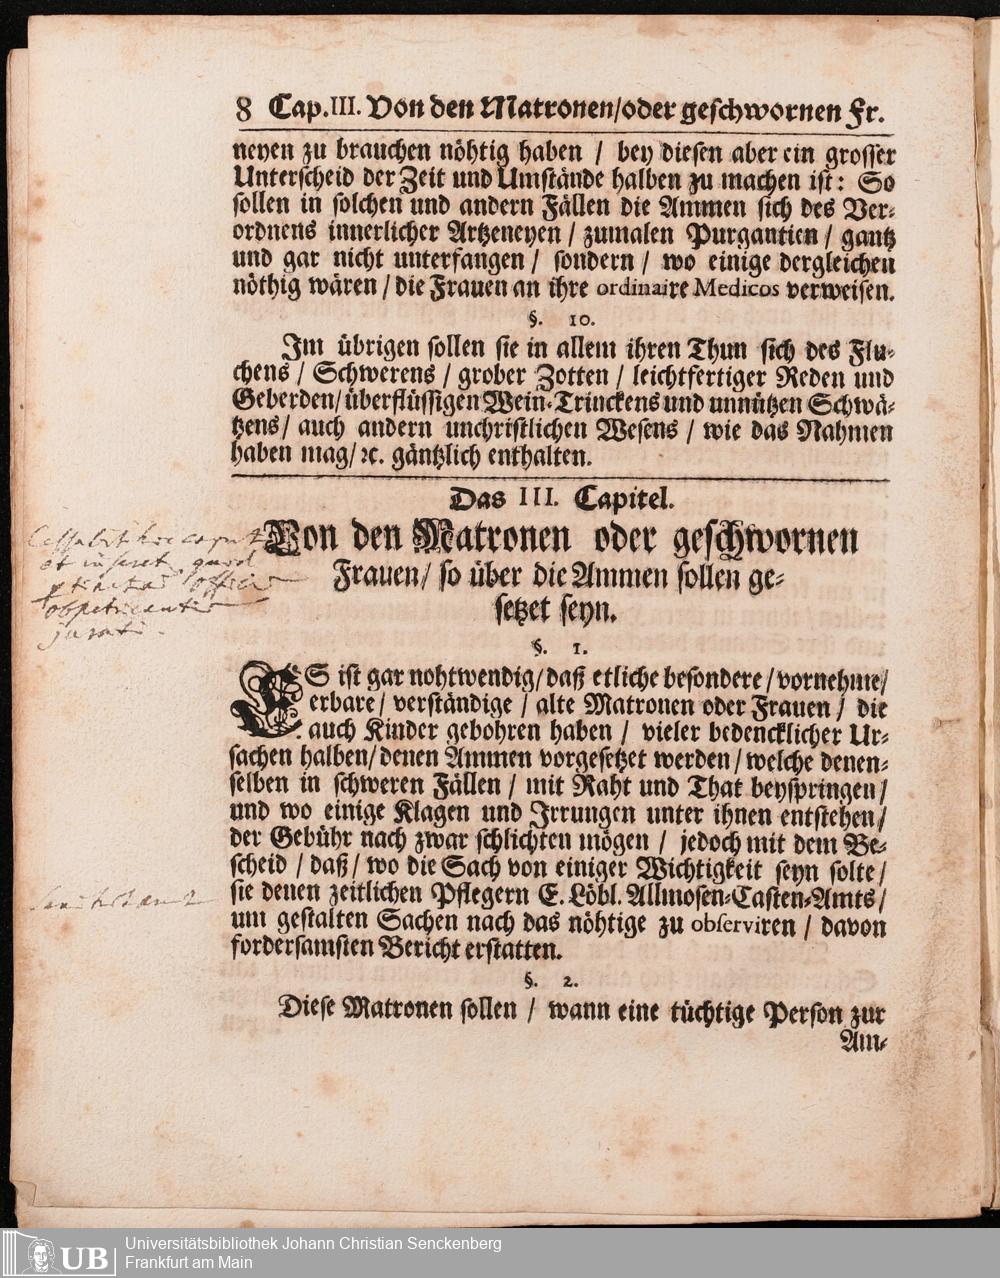 8 Cap. III. Von den Matronen/oder geschwornen Fr.
neyen zu brauchen nöhtig haben / bey diesen aber ein grosser
Unterscheid der Zeit und Umstände halben zu machen ist: So
sollen in solchen und andern Fällen die Ammen sich des Ver-
ordnens innerlicher Artzeneyen / zumalen Purgantien / gantz
und gar nicht unterfangen / sondern / wo einige dergleichen
nöthig wären / die Frauen an ihre ordinaire Medicos verweisen.
§. 10.
Im übrigen sollen sie in allem ihren Thun sich des Flu-
chens / Schwerens / grober Zotten / leichtfertiger Reden und
Geberden/ überflüssigen Wein-Trinckens und unnützen Schwä-
tzens/ auch andern unchristlichen Wesens / wie das Nahmen
haben mag/ ꝛc. gäntzlich enthalten.
Das III. Capitel.
Von den Matronen oder geschwornen
Frauen/ so über die Ammen sollen ge-
setzet seyn.
§. 1.
ES ist gar nohtwendig/ daß etliche besondere / vornehme/
erbare/ verständige / alte Matronen oder Frauen / die
auch Kinder gebohren haben / vieler bedencklicher Ur-
sachen halben/ denen Ammen vorgesetzet werden/ welche denen-
selben in schweren Fällen / mit Raht und That beyspringen/
und wo einige Klagen und Irrungen unter ihnen entstehen/
der Gebühr nach zwar schlichten mögen / jedoch mit dem Be-
scheid / daß/ wo die Sach von einiger Wichtigkeit seyn solte/
sie denen zeitlichen Pflegern E. Löbl. Allmosen-Casten-Amts/
um gestalten Sachen nach das nöhtige zu observiren / davon
fordersamsten Bericht erstatten.
§. 2.
Diese Matronen sollen / wann eine tüchtige Person zur
Am-
UB
Universitätsbibliothek Johann Christian Senckenberg
Frankfurt am Main